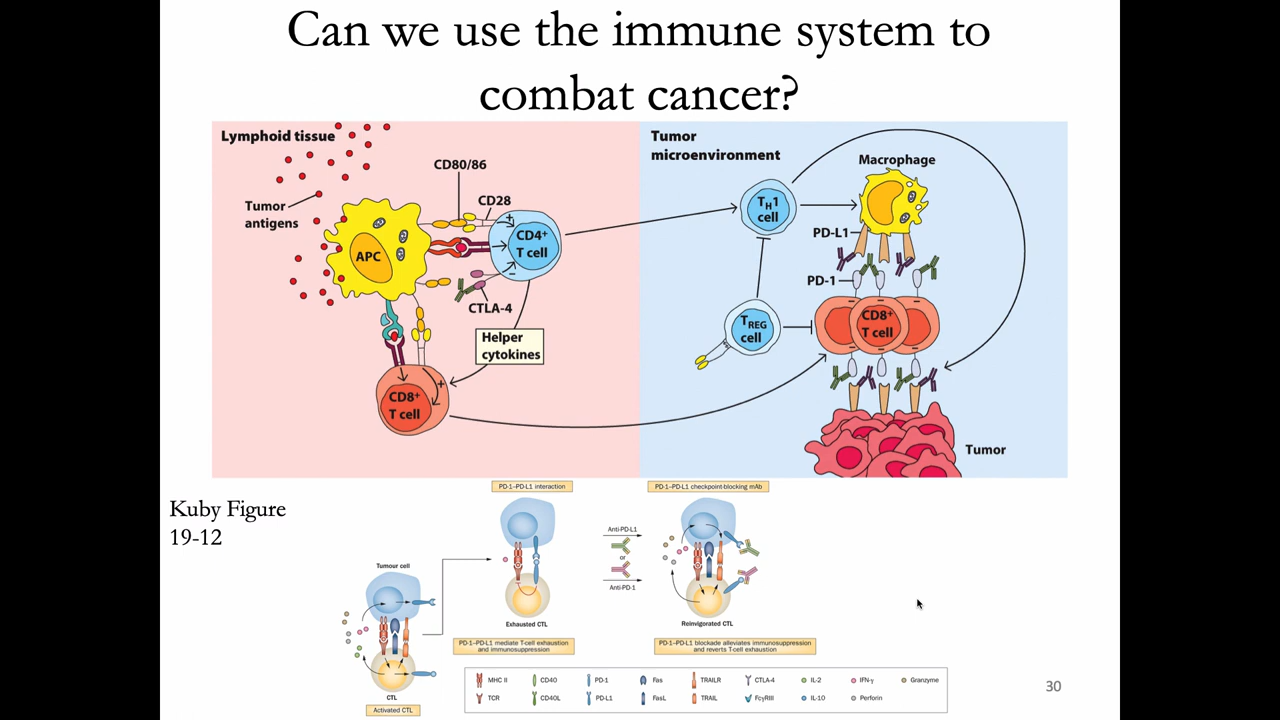 Can we use the immune system to
combat cancer?
Lymphoid tissue
Tumor
antigens
CD80/86
CD28
CD4+
T cell
APC
CTLA-4
Helper
cytokines
CD8+
T cell
Tumor
microenvironment
Macrophage
TH1
cell
PD-L1
PD-1
TREG
cell
CD8+
T cell
Tumor
Kuby Figure
19-12
PD-1–PD-L1 interaction
PD-1–PD-L1 checkpoint-blocking mAb
Anti-PD-L1
or
Anti-PD-1
Tumour cell
Exhausted CTL
Reinvigorated CTL
PD-1–PD-L1 mediate T-cell exhaustion
and immunosuppression
PD-1–PD-L1 blockade alleviates immunosuppression
and reverts T-cell exhaustion
CTL
Activated CTL
MHC II CD40 PD-1 Fas TRAILR CTLA-4 IL-2 IFN-γ Granzyme
TCR CD40L PD-L1 FasL TRAIL FcγRIII IL-10 Perforin
30